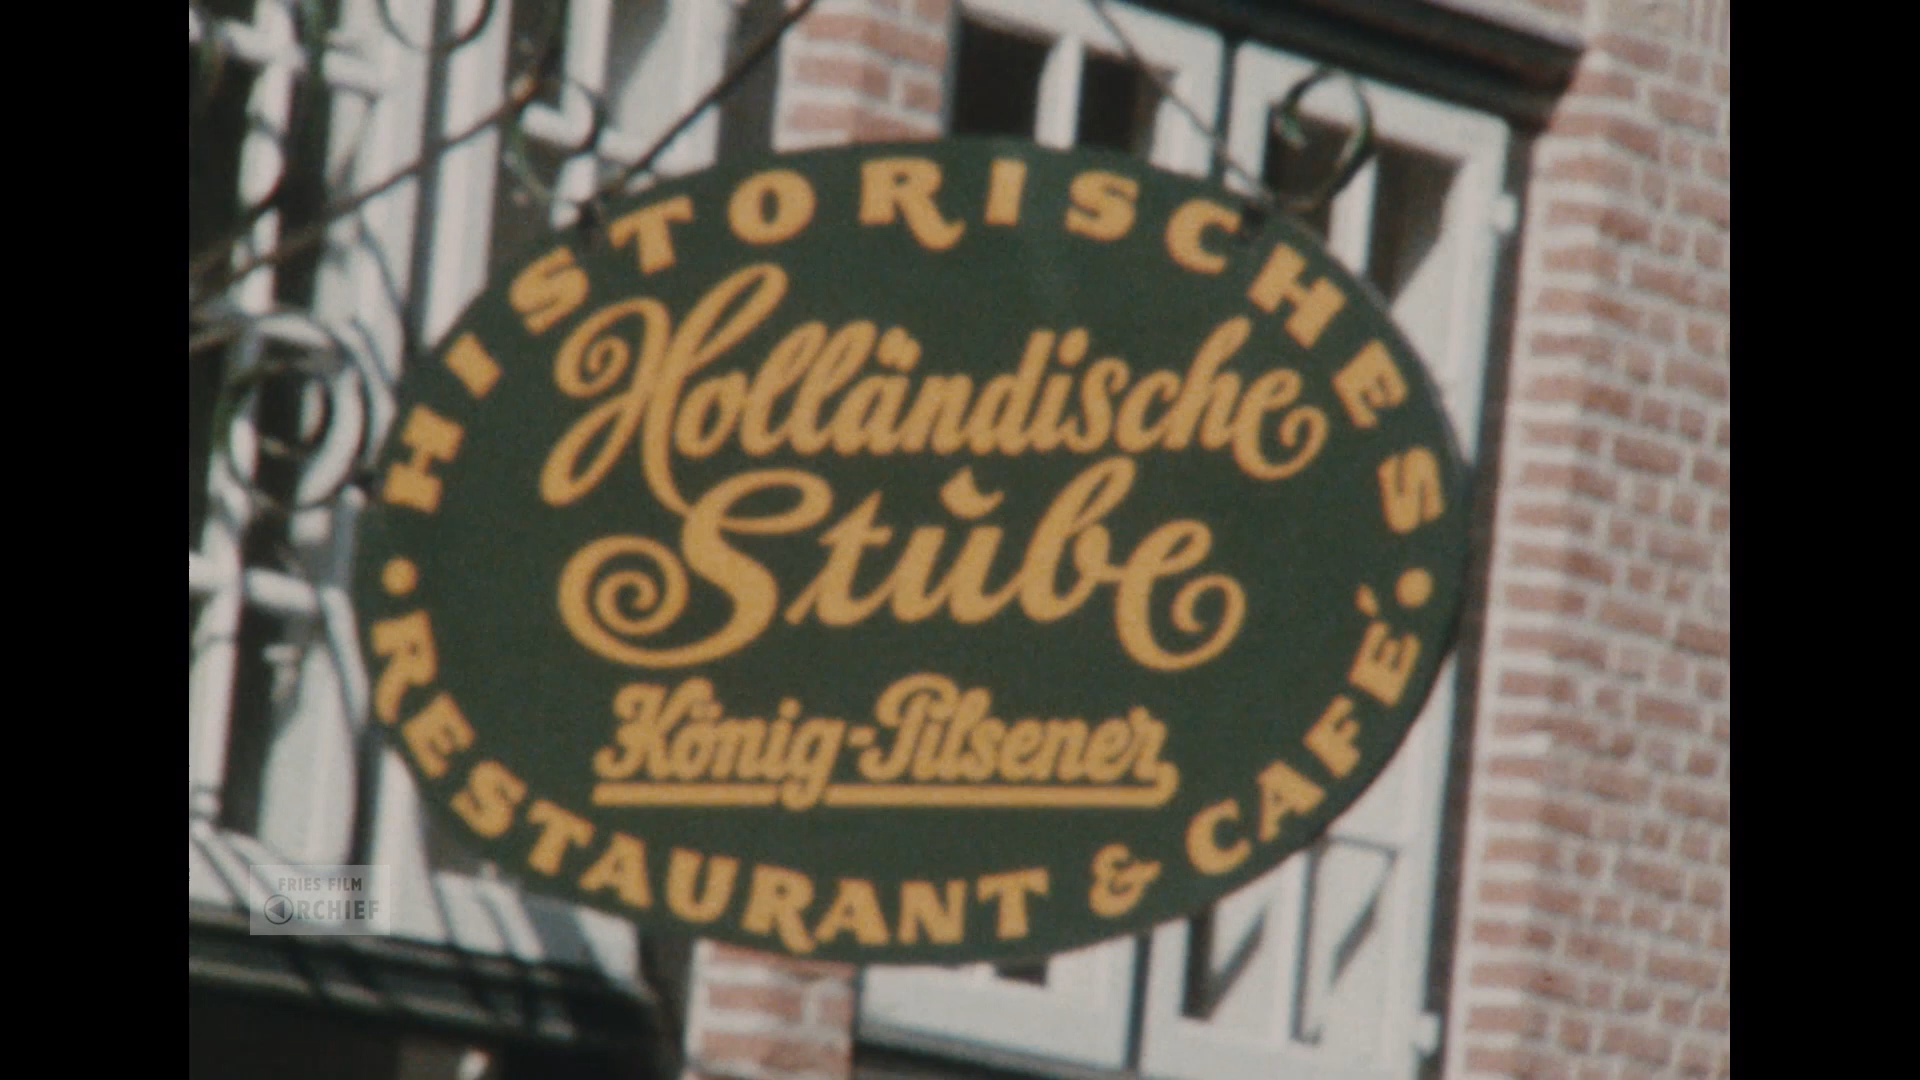 HISTORISCHES
Holländische
Stube
König-Pilsener
RESTAURANT & CAFÉ
FRIES FILM
ARCHIEF